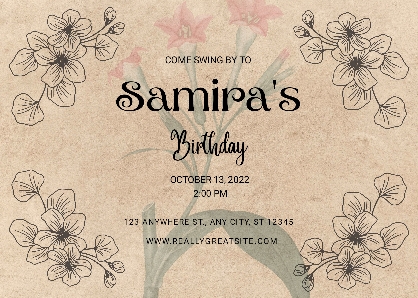 COME SWING BY TO
Samira's
Birthday
OCTOBER 13, 2022
2:00 PM
123 ANYWHERE ST., ANY CITY, ST 12345
WWW.REALLYGREATSITE.COM